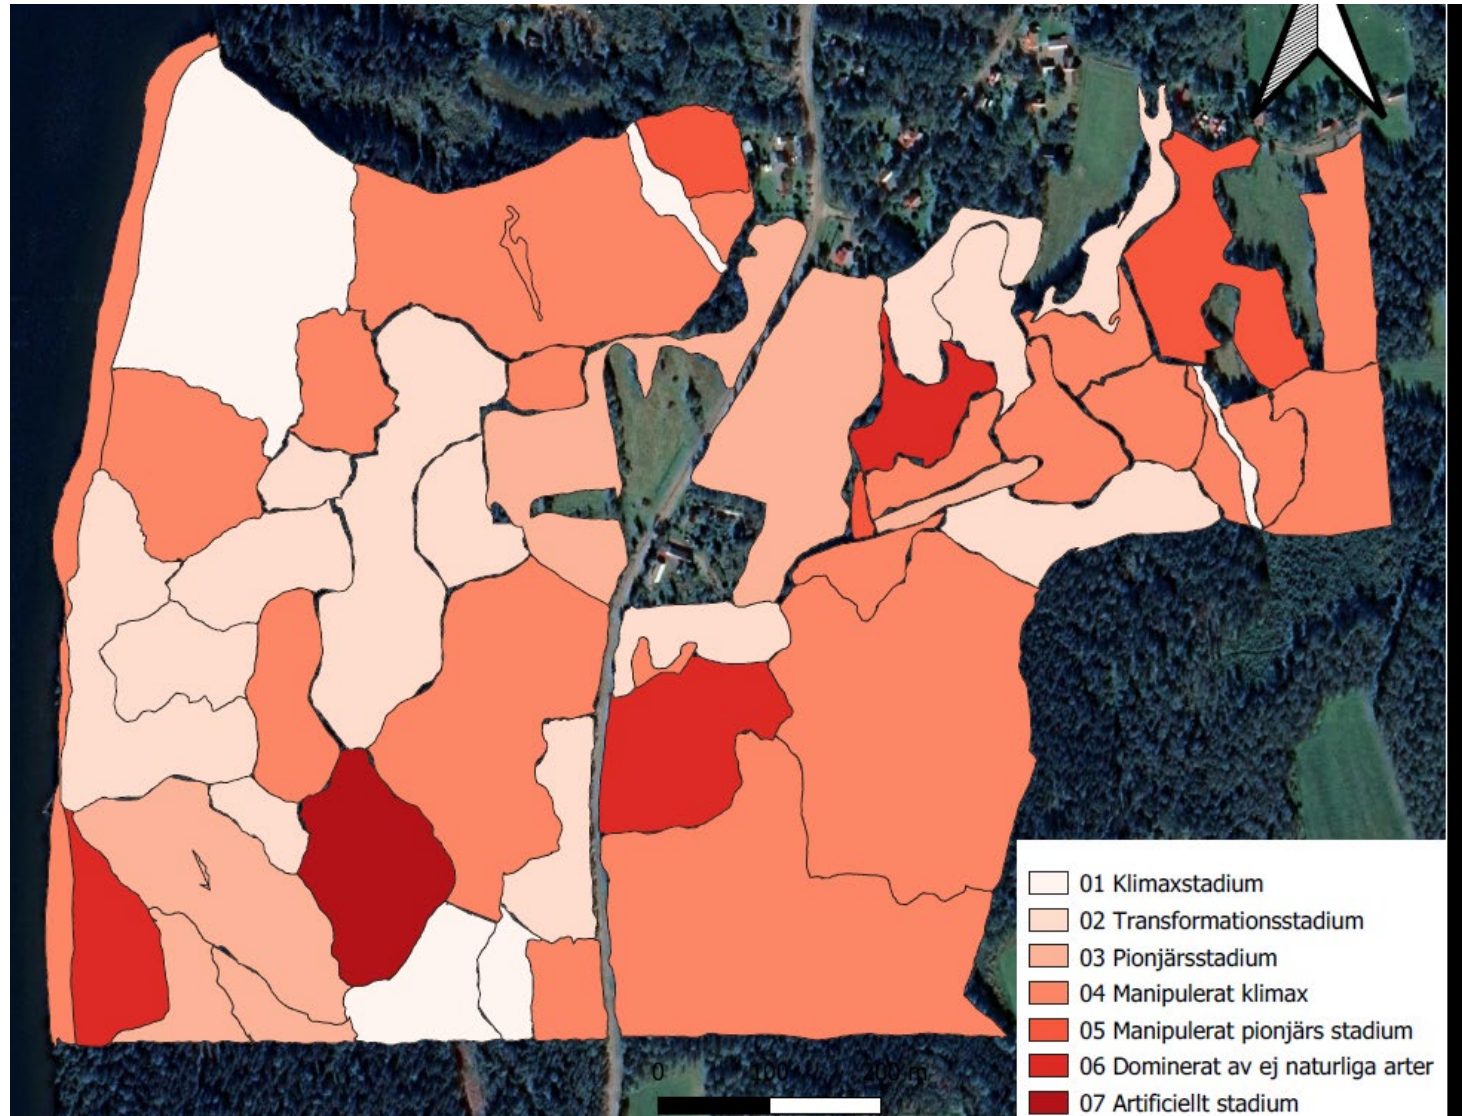 01 Klimaxstadium
02 Transformationsstadium
03 Pionjärsstadium
04 Manipulerat klimax
05 Manipulerat pionjärs stadium
06 Dominerat av ej naturliga arter
07 Artificiellt stadium
0 100 200 m